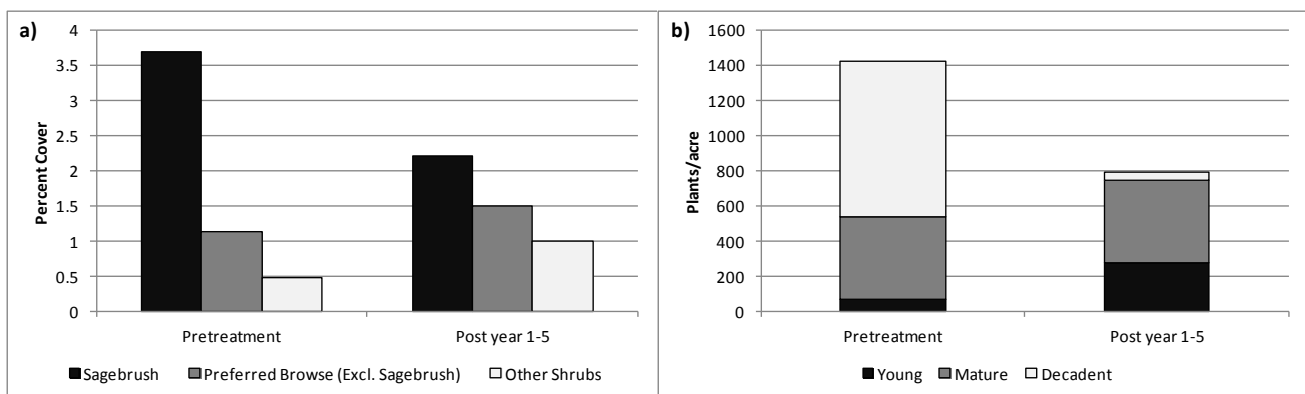 a)
Percent Cover
4
3.5
3
2.5
2
1.5
1
0.5
0
Pretreatment Post year 1-5
Sagebrush Preferred Browse (Excl. Sagebrush) Other Shrubs
b)
Plants/acre
1600
1400
1200
1000
800
600
400
200
0
Pretreatment Post year 1-5
Young Mature Decadent